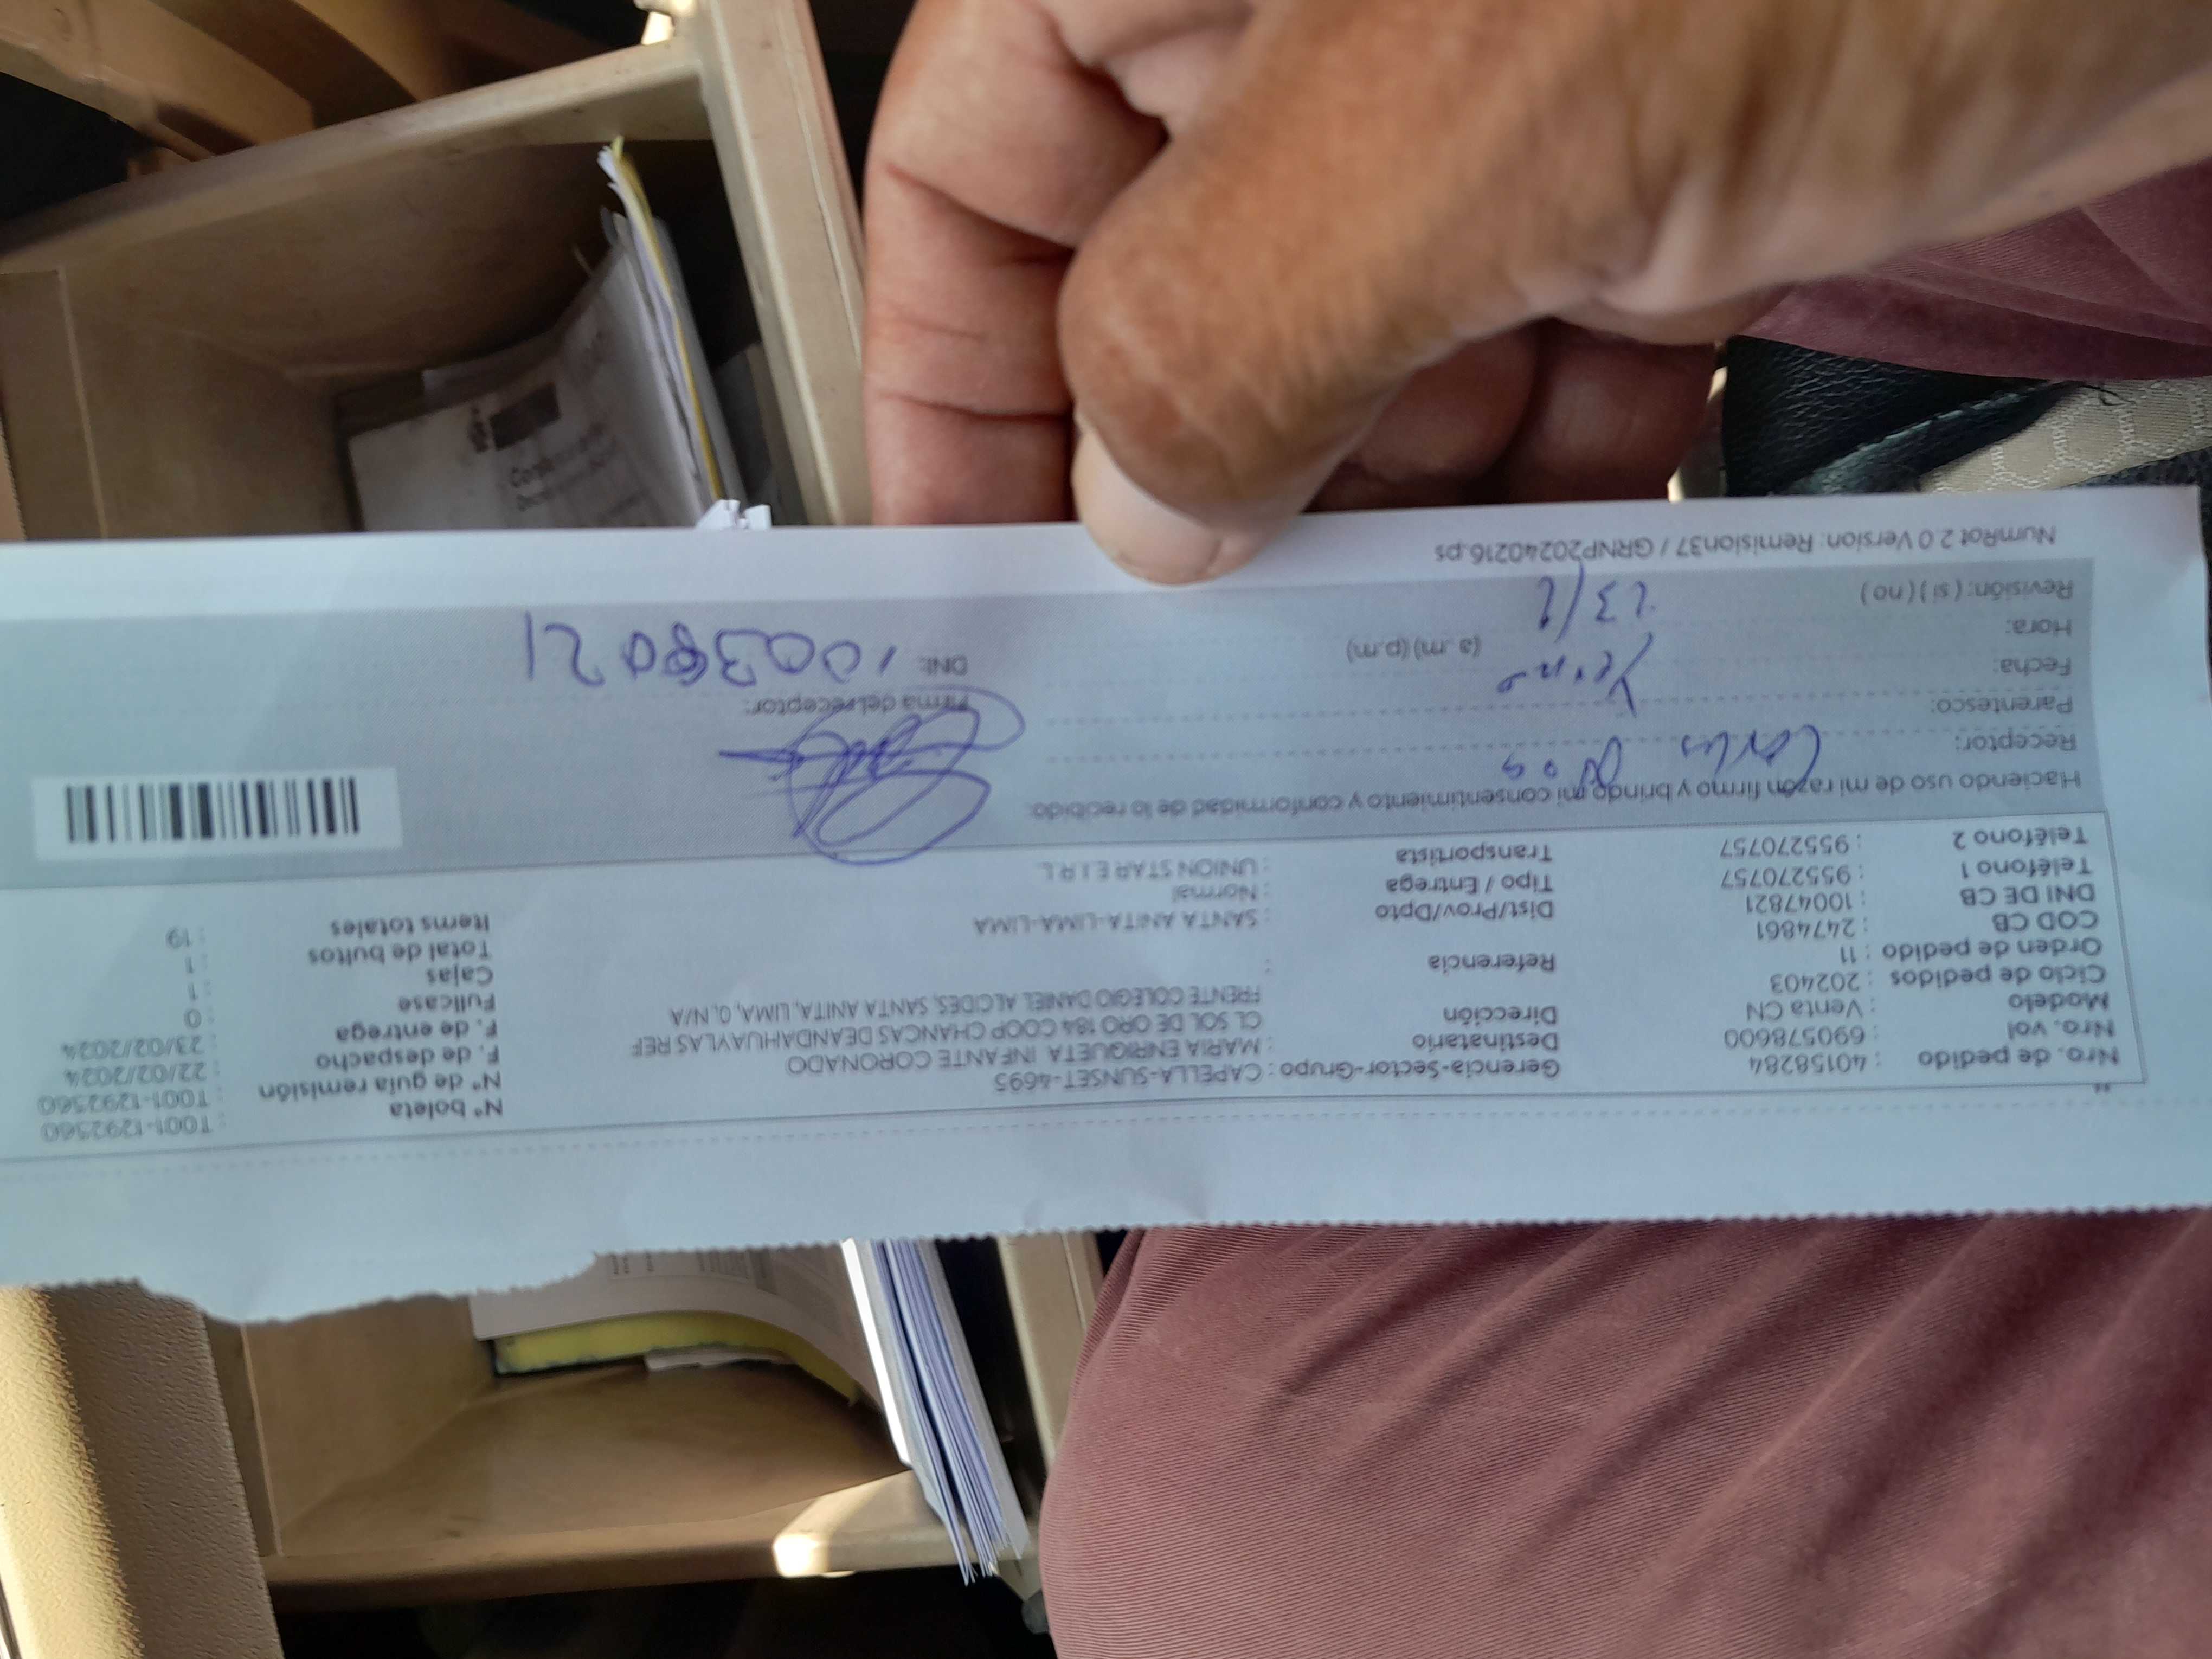 Nro. de pedido : 40158284
Nro. vol : 690578600
Modelo : Venta CN
Ciclo de pedidos : 202403
Orden de pedido : 11
COD CB : 2474861
DNI DE CB : 10047821
Teléfono 1 : 955270757
Teléfono 2 : 955270757
Gerencia-Sector-Grupo : CAPELLA-SUNSET-4695
Destinatario : MARIA ENRIQUETA INFANTE CORONADO
Dirección CL SOL DE ORO 184 COOP CHANCAS DEANDAHUAYLAS REF
FRENTE COLEGIO DANIEL ALCIDES, SANTA ANITA, LIMA, 0, N/A
Referencia :
Dist/Prov/Dpto : SANTA ANITA-LIMA-LIMA
Tipo / Entrega : Normal
Transportista : UNION STAR E I R L
N° boleta : T001-1292560
N° de guía remisión : T001-1292560
F. de despacho : 22/02/2024
F. de entrega : 23/02/2024
Fullcase : 0
Cajas : 1
Total de bultos : 1
Items totales : 19
Haciendo uso de mi razón firmo y brindo mi consentimiento y conformidad de lo recibido:
Receptor: Carlos
Parentesco: Yerno
Fecha: 23/2
Hora: (a .m) (p.m)
Revisión: ( si ) ( no )
Firma del receptor:
DNI:
NumRot 2.0 Version: Remision37 / GRNP20240216.ps